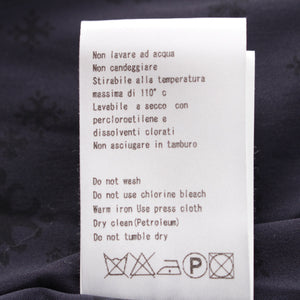 Non lavare ad acqua
Non candeggiare
Stirabile alla temperatura
massima di 110° c
Lavabile a secco con
percloroetilene e
dissolventi clorati
Non asciugare in tamburo
Do not wash
Do not use chlorine bleach
Warm iron Use press cloth
Dry clean(Petroleum)
Do not tumble dry
P